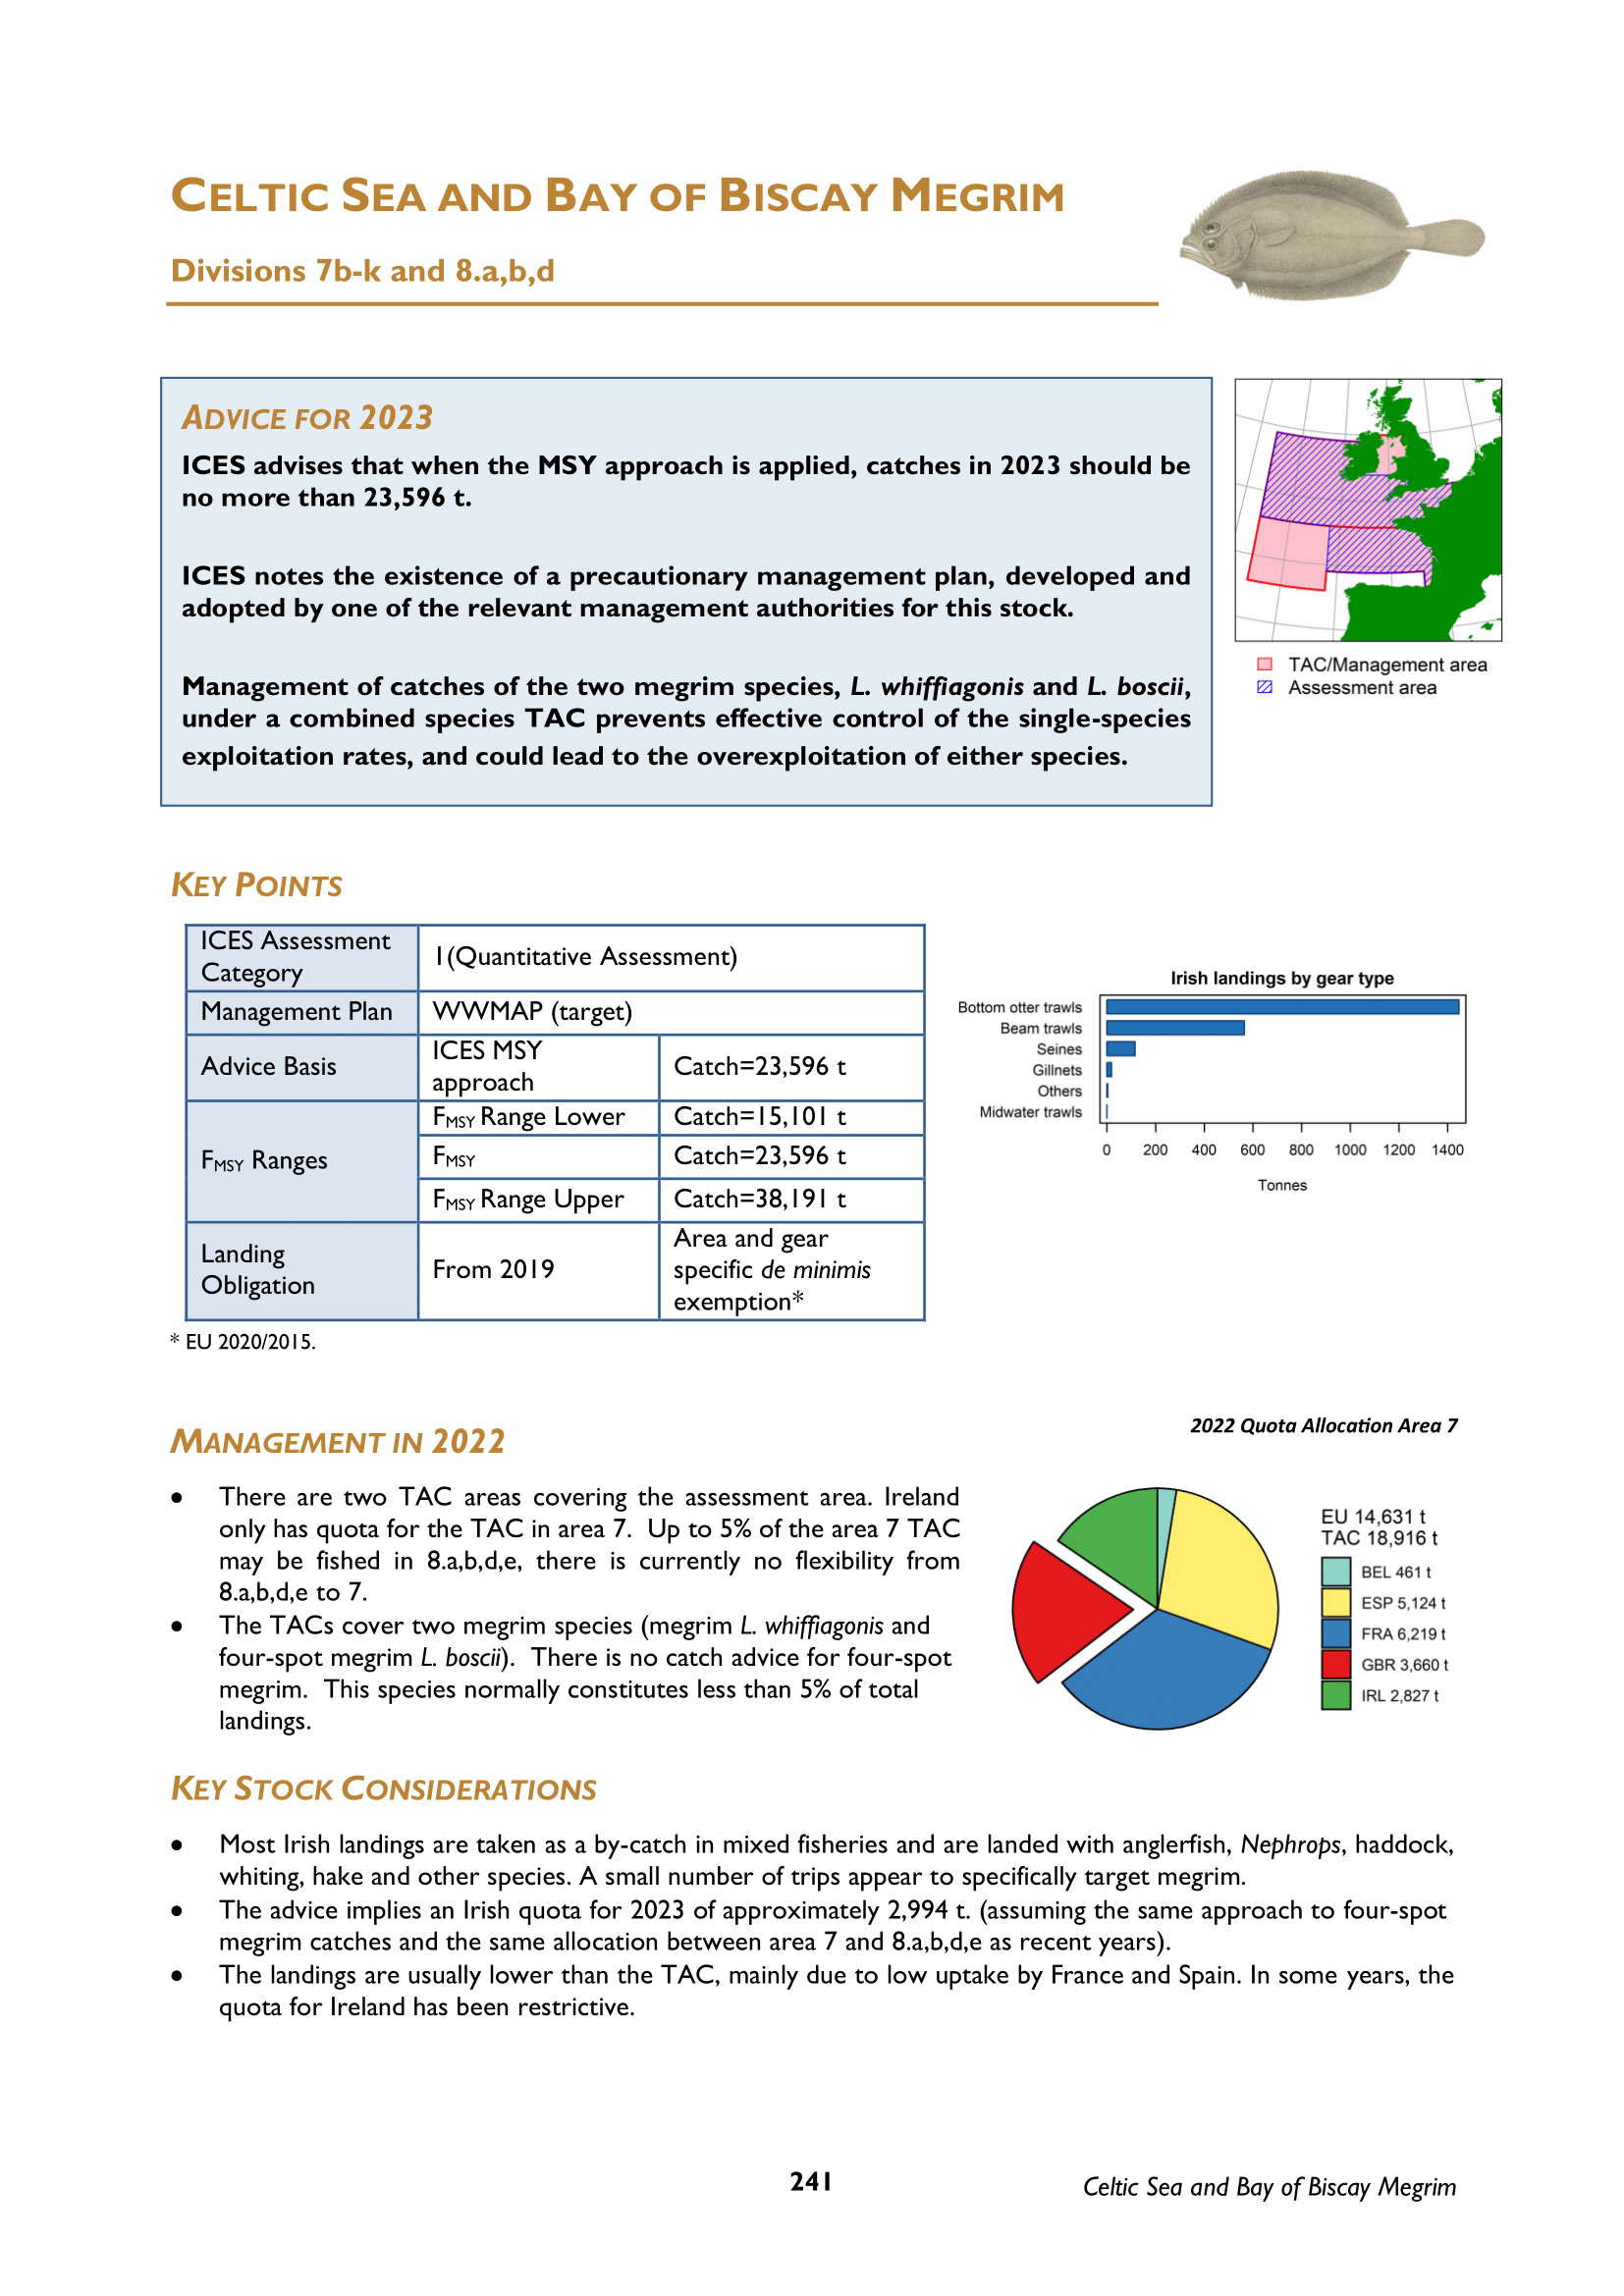 CELTIC SEA AND BAY OF BISCAY MEGRIM
Divisions 7b-k and 8.a,b,d
ADVICE FOR 2023
ICES advises that when the MSY approach is applied, catches in 2023 should be
no more than 23,596 t.
ICES notes the existence of a precautionary management plan, developed and
adopted by one of the relevant management authorities for this stock.
Management of catches of the two megrim species, L. whiffiagonis and L. boscii,
under a combined species TAC prevents effective control of the single-species
exploitation rates, and could lead to the overexploitation of either species.
TAC/Management area
Assessment area
KEY POINTS
ICES Assessment
Category
1(Quantitative Assessment)
Management Plan
WWMAP (target)
Advice Basis
ICES MSY
approach
Catch=23,596 t
FMSY Ranges
FMSY Range Lower
Catch=15,101 t
FMSY
Catch=23,596 t
FMSY Range Upper
Catch=38,191 t
Landing
Obligation
From 2019
Area and gear
specific de minimis
exemption*
* EU 2020/2015.
Irish landings by gear type
Bottom otter trawls
Beam trawls
Seines
Gillnets
Others
Midwater trawls
0 200 400 600 800 1000 1200 1400
Tonnes
MANAGEMENT IN 2022
• There are two TAC areas covering the assessment area. Ireland
only has quota for the TAC in area 7. Up to 5% of the area 7 TAC
may be fished in 8.a,b,d,e, there is currently no flexibility from
8.a,b,d,e to 7.
• The TACs cover two megrim species (megrim L. whiffiagonis and
four-spot megrim L. boscii). There is no catch advice for four-spot
megrim. This species normally constitutes less than 5% of total
landings.
2022 Quota Allocation Area 7
EU 14,631 t
TAC 18,916 t
BEL 461 t
ESP 5,124 t
FRA 6,219 t
GBR 3,660 t
IRL 2,827 t
KEY STOCK CONSIDERATIONS
• Most Irish landings are taken as a by-catch in mixed fisheries and are landed with anglerfish, Nephrops, haddock,
whiting, hake and other species. A small number of trips appear to specifically target megrim.
• The advice implies an Irish quota for 2023 of approximately 2,994 t. (assuming the same approach to four-spot
megrim catches and the same allocation between area 7 and 8.a,b,d,e as recent years).
• The landings are usually lower than the TAC, mainly due to low uptake by France and Spain. In some years, the
quota for Ireland has been restrictive.
241
Celtic Sea and Bay of Biscay Megrim